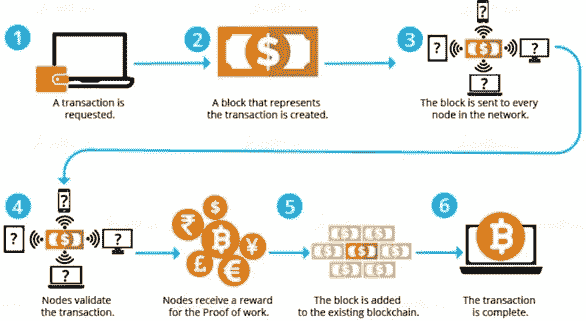 1
2
3
A transaction is
requested.
A block that represents
the transaction is created.
The block is sent to every
node in the network.
4
5
6
Nodes validate
the transaction.
Nodes receive a reward
for the Proof of work.
The block is added
to the existing blockchain.
The transaction
is complete.